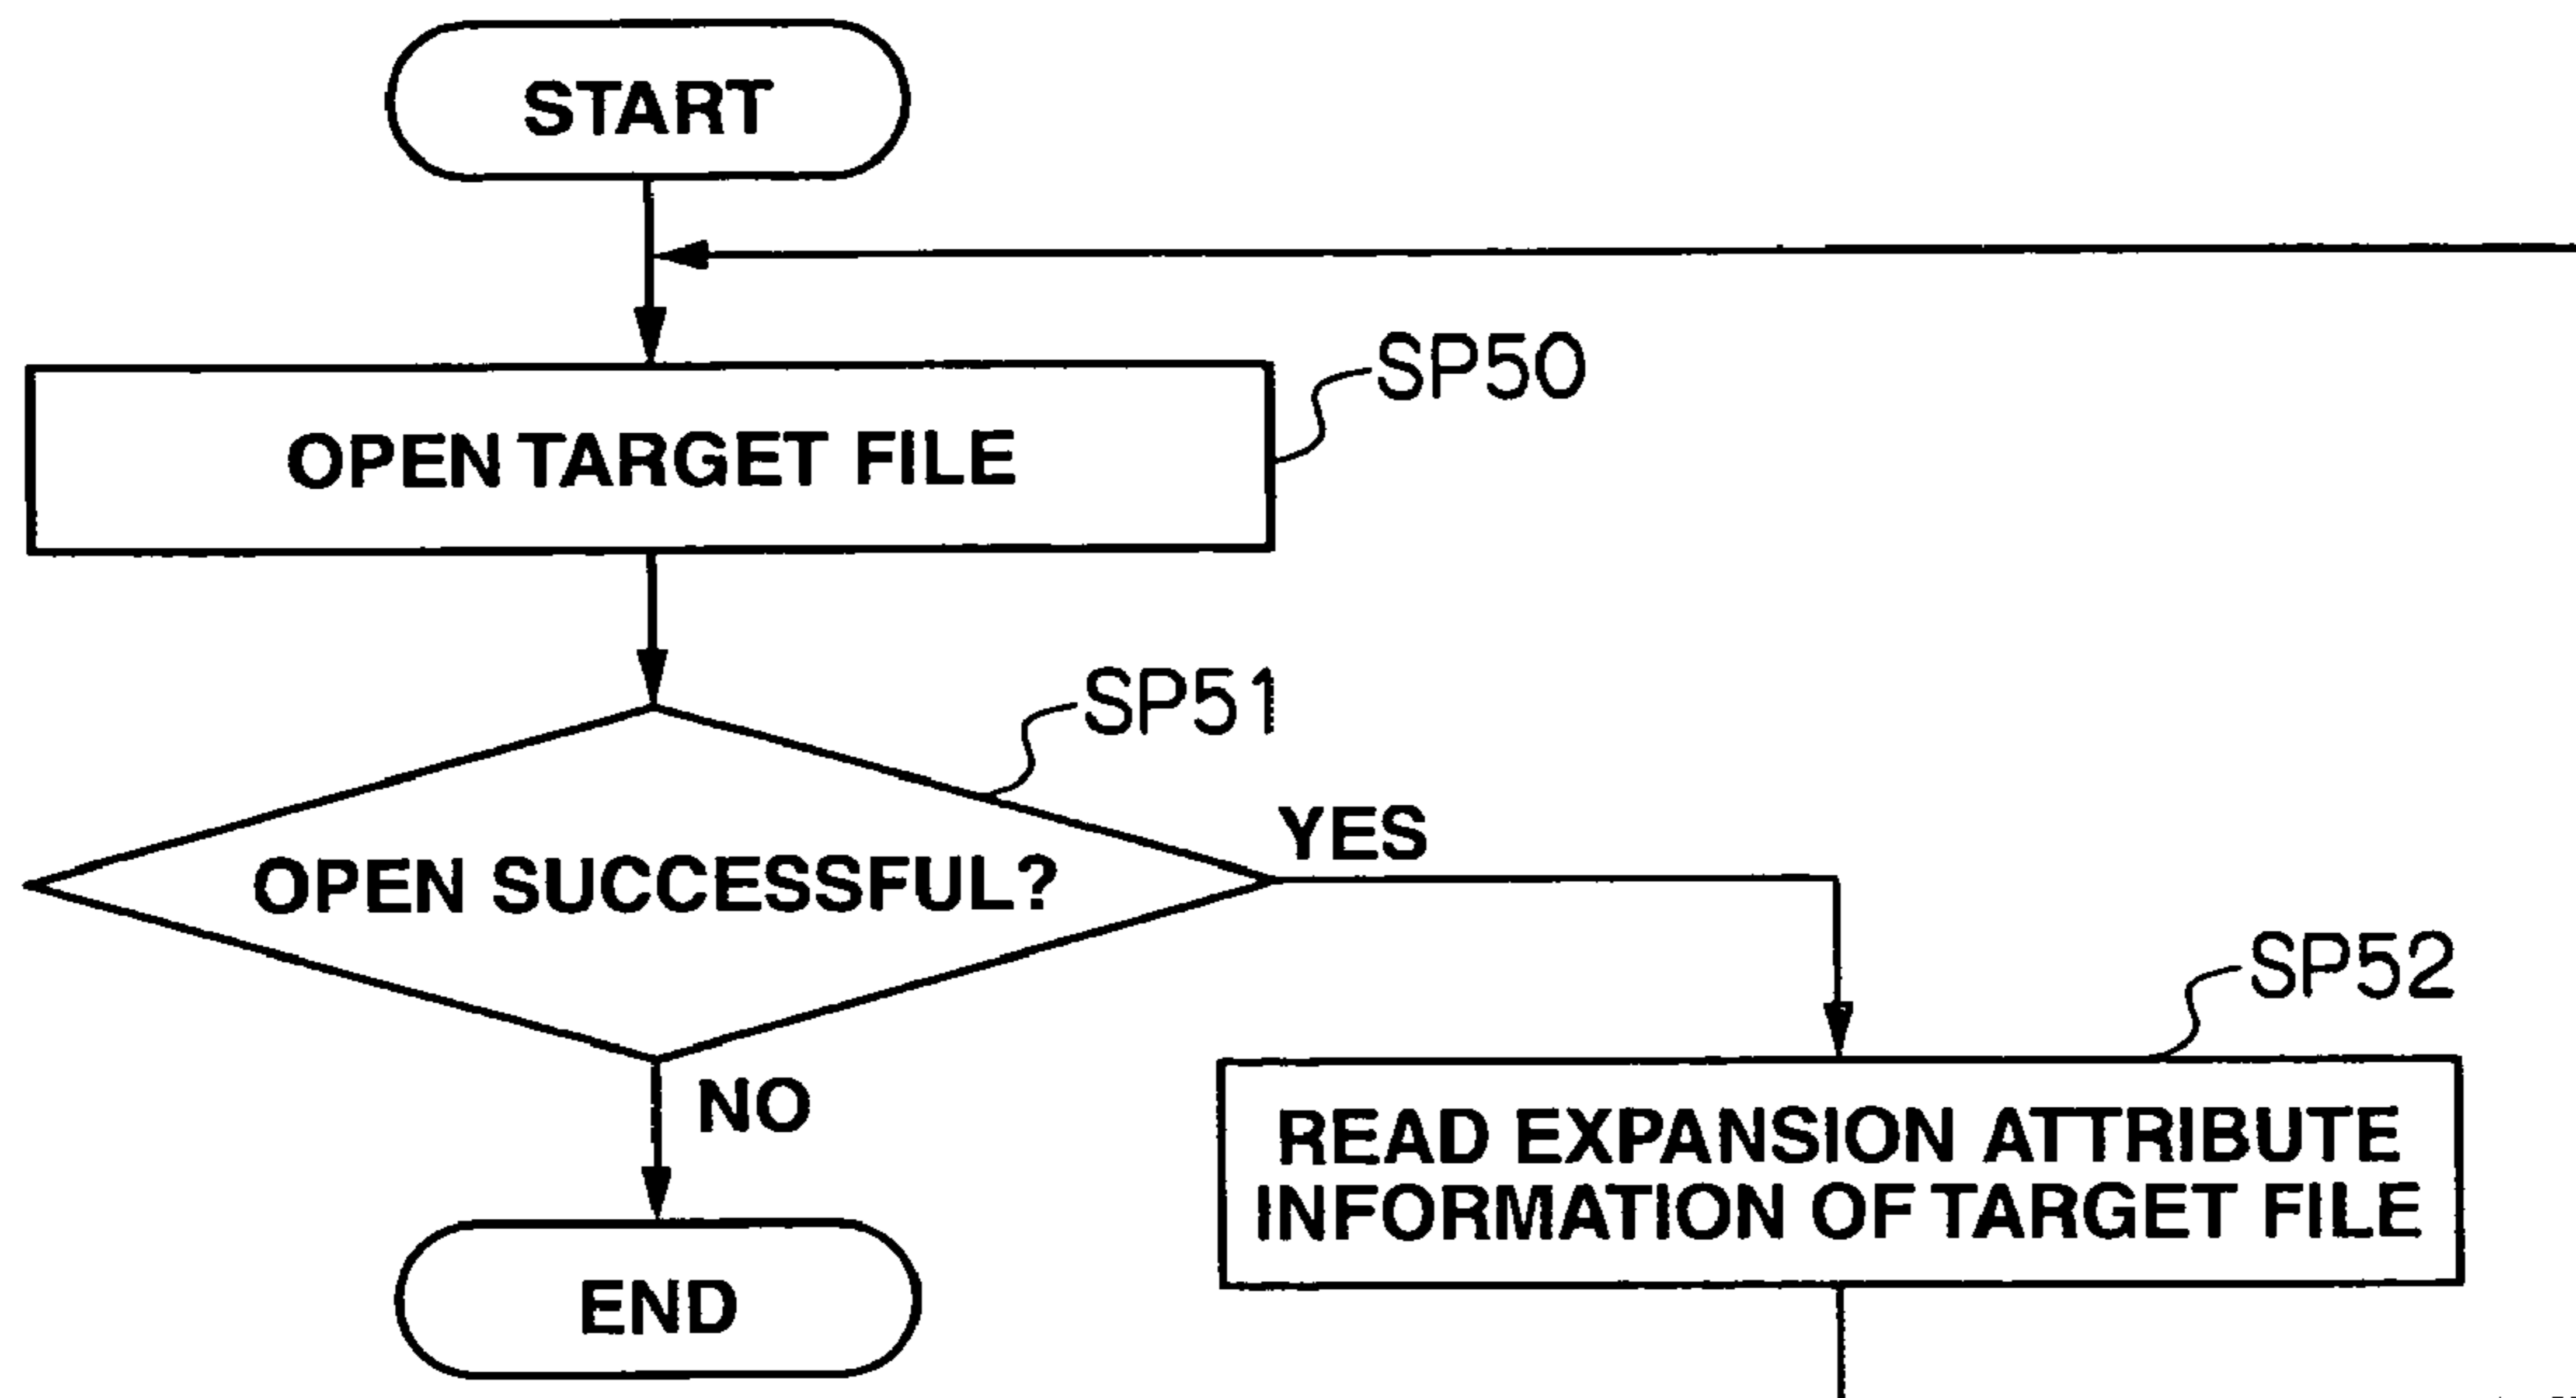 START
SP50
OPEN TARGET FILE
SP51
OPEN SUCCESSFUL?
YES
NO
SP52
READ EXPANSION ATTRIBUTE
INFORMATION OF TARGET FILE
END